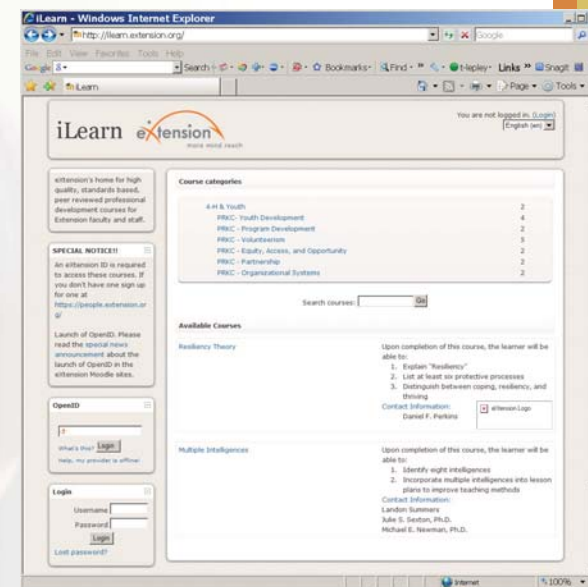 iLearn - Windows Internet Explorer
http://ilearn.extension.org/
Google
File Edit View Favorites Tools Help
Google 8 Search Bookmarks Find t-lepley Links » SnagIt
iLearn Page Tools
iLearn eXtension
more mind reach
You are not logged in. (Login)
English (en)
eXtension's home for high
quality, standards based,
peer reviewed professional
development courses for
Extension faculty and staff.
SPECIAL NOTICE!!
An eXtension ID is required
to access these courses. If
you don't have one sign up
for one at
https://people.extension.or
g/
Launch of OpenID. Please
read the special news
announcement about the
launch of OpenID in the
eXtension Moodle sites.
OpenID
What's this? Login
Help, my provider is offline!
Login
Username
Password
Login
Lost password?
Course categories
4-H & Youth 2
PRKC- Youth Development 4
PRKC - Program Development 2
PRKC - Volunteerism 3
PRKC - Equity, Access, and Opportunity 2
PRKC - Partnership 2
PRKC - Organizational Systems 2
Search courses: Go
Available Courses
Resiliency Theory
Upon completion of this course, the learner will be
able to:
1. Explain "Resiliency"
2. List at least six protective processes
3. Distinguish between coping, resiliency, and
thriving
Contact Information:
Daniel F. Perkins
eXtension Logo
Multiple Intelligences
Upon completion of this course, the learner will be
able to:
1. Identify eight intelligences
2. Incorporate multiple intelligences into lesson
plans to improve teaching methods
Contact Information:
Landon Summers
Julie S. Sexton, Ph.D.
Michael E. Newman, Ph.D.
Internet 100%